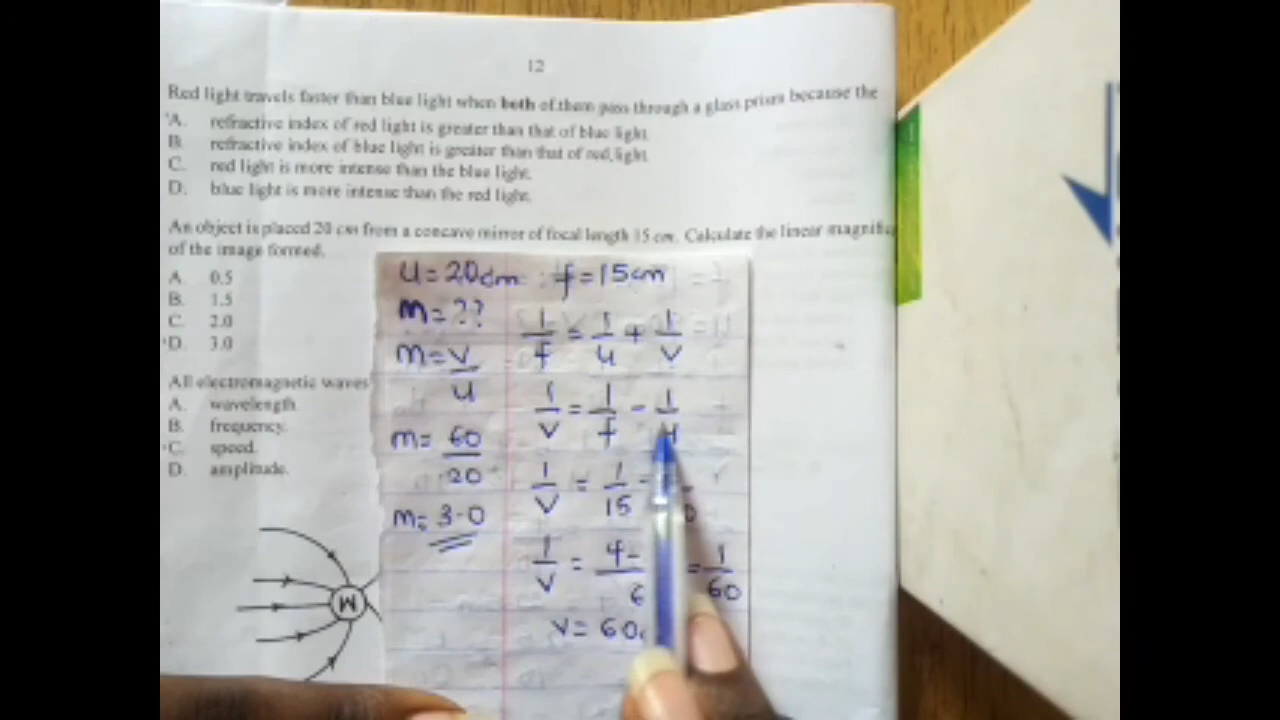 12
Red light travels faster than blue light when both of them pass through a glass prism because the
A. refractive index of red light is greater than that of blue light.
B. refractive index of blue light is greater than that of red light.
C. red light is more intense than the blue light.
D. blue light is more intense than the red light.
An object is placed 20 cm from a concave mirror of focal length 15 cm. Calculate the linear magnific
of the image formed.
A. 0.5
B. 1.5
C. 2.0
D. 3.0
All electromagnetic waves
A. wavelength.
B. frequency.
C. speed.
D. amplitude.
M
u = 20cm f = 15cm
m = ??
m = v/u
m = 60/20
m = 3.0
1/f = 1/u + 1/v
1/v = 1/f - 1/u
1/v = 1/15 -
1/v = 4- = 1/60
v = 60